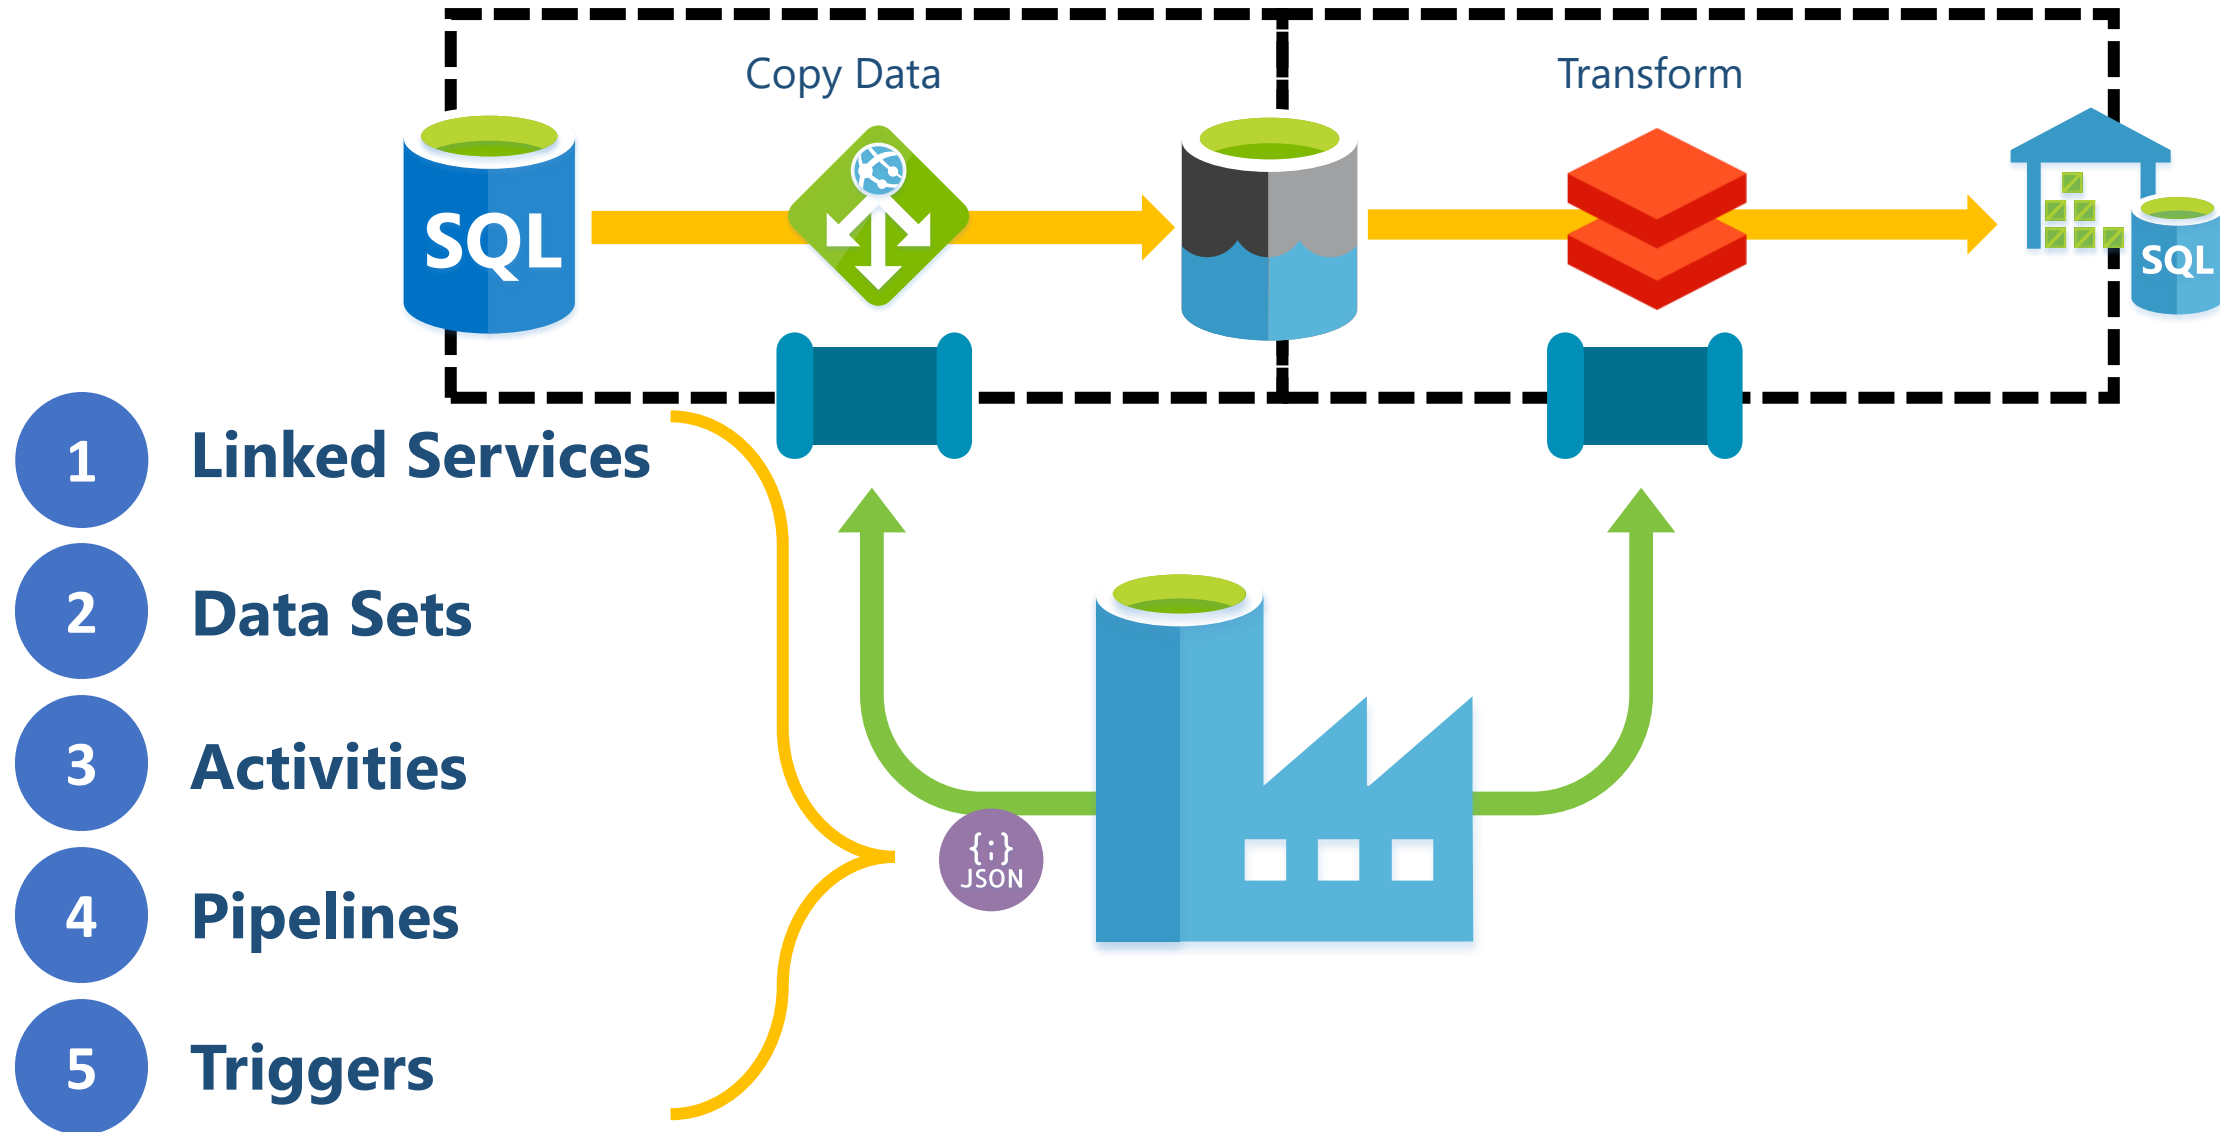 Copy Data
Transform
SQL
SQL
1 Linked Services
2 Data Sets
3 Activities
4 Pipelines
5 Triggers
{;}
JSON